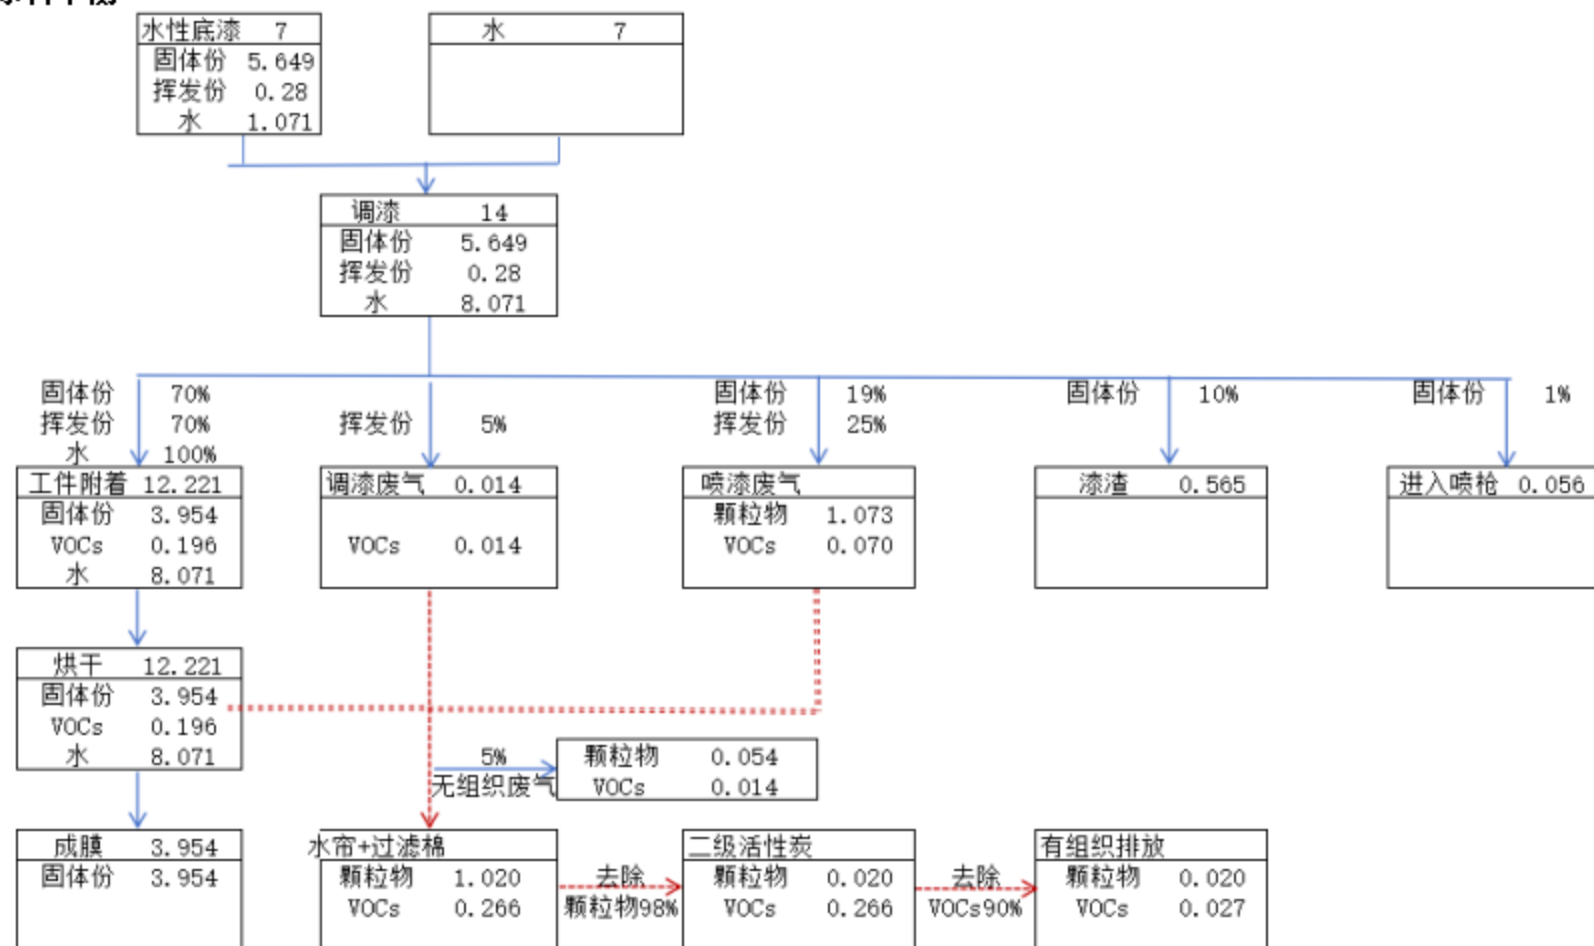 水性底漆 7
固体份 5.649
挥发份 0.28
水 1.071
水 7
调漆 14
固体份 5.649
挥发份 0.28
水 8.071
固体份 70%
挥发份 70%
水 100%
挥发份 5%
固体份 19%
挥发份 25%
固体份 10%
固体份 1%
工件附着 12.221
固体份 3.954
VOCs 0.196
水 8.071
调漆废气 0.014
VOCs 0.014
喷漆废气
颗粒物 1.073
VOCs 0.070
漆渣 0.565
进入喷枪 0.056
烘干 12.221
固体份 3.954
VOCs 0.196
水 8.071
5%
无组织废气
颗粒物 0.054
VOCs 0.014
成膜 3.954
固体份 3.954
水帘+过滤棉
颗粒物 1.020
VOCs 0.266
去除
颗粒物98%
二级活性炭
颗粒物 0.020
VOCs 0.266
去除
VOCs90%
有组织排放
颗粒物 0.020
VOCs 0.027